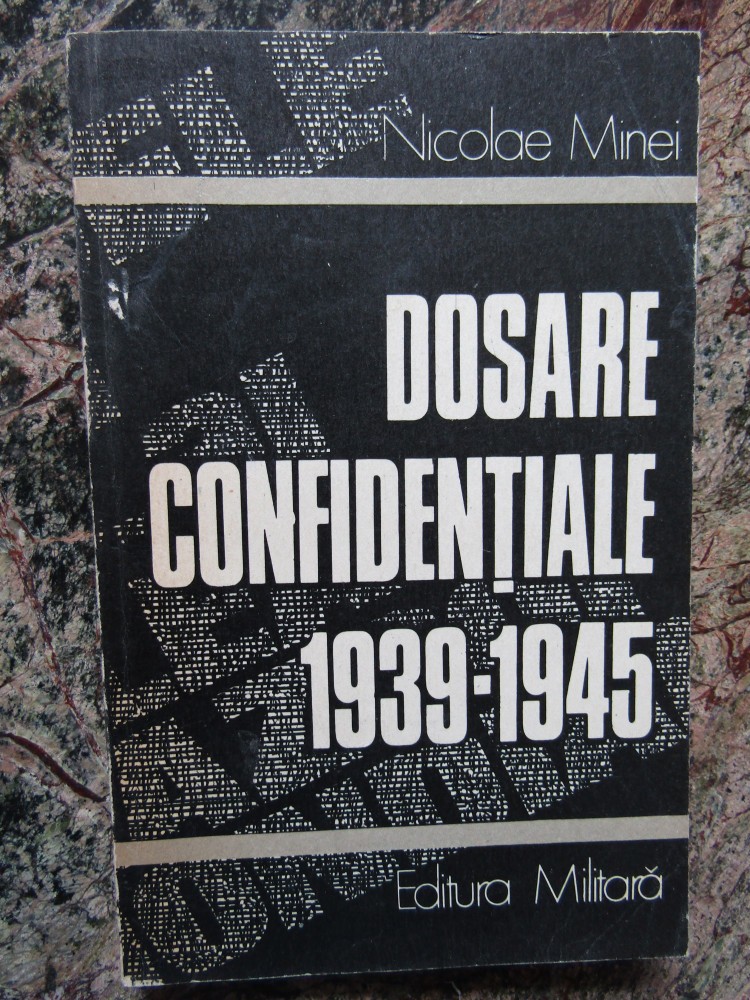 Nicolae Minei
DOSARE
CONFIDENȚIALE
1939-1945
Editura Militară